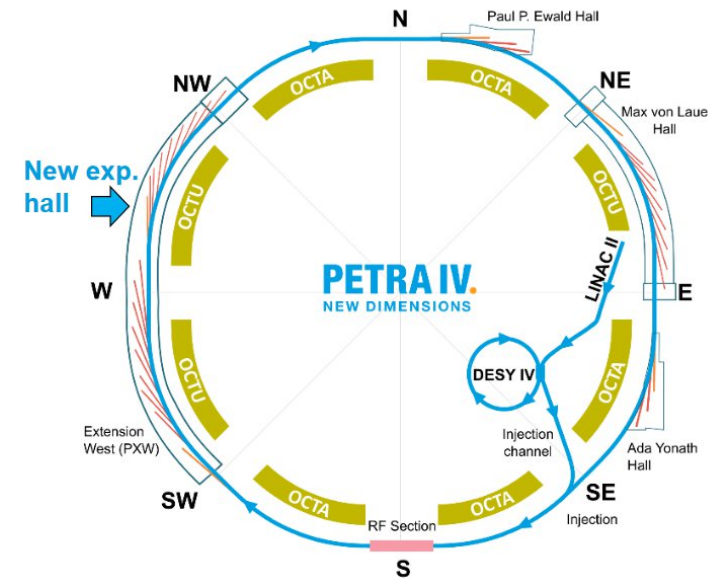 N
Paul P. Ewald Hall
OCTA
OCTA
NW
NE
Max von Laue
Hall
New exp.
hall
OCTU
OCTU
LINAC II
PETRA IV.
NEW DIMENSIONS
W
E
DESY IV
OCTU
OCTA
Extension
West (PXW)
Injection
channel
Ada Yonath
Hall
SW
SE
OCTA
OCTA
RF Section
Injection
S